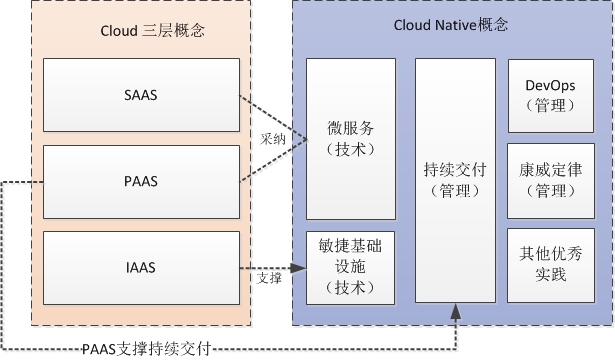 Cloud 三层概念
SAAS
PAAS
IAAS
采纳
支撑
Cloud Native概念
微服务
（技术）
敏捷基础
设施
（技术）
持续交付
（管理）
DevOps
（管理）
康威定律
（管理）
其他优秀
实践
PAAS支撑持续交付